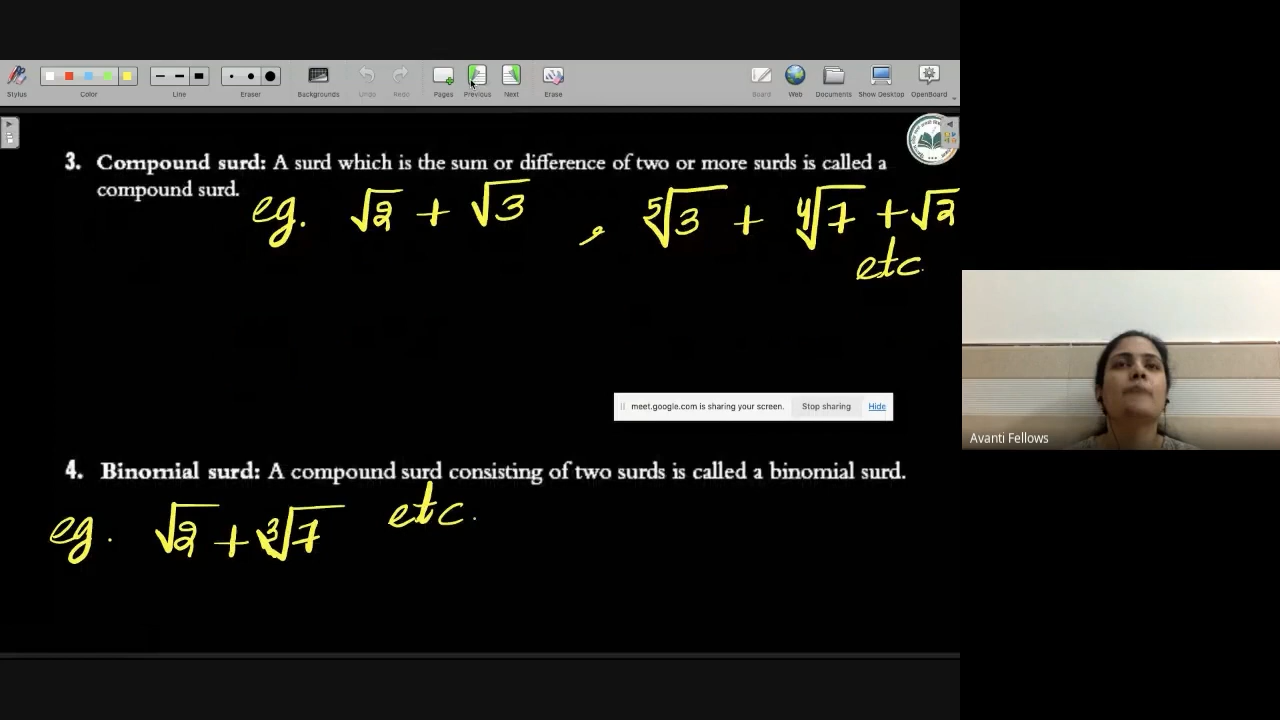 Stylus Color Line Eraser Backgrounds Undo Redo Pages Previous Next Erase Board Web Documents Show Desktop OpenBoard
3. Compound surd: A surd which is the sum or difference of two or more surds is called a
compound surd.
eg. √2 + √3 , ⁵√3 + ⁴√7 + √2
etc.
meet.google.com is sharing your screen. Stop sharing Hide
Avanti Fellows
4. Binomial surd: A compound surd consisting of two surds is called a binomial surd.
eg. √2 + ³√7 etc.